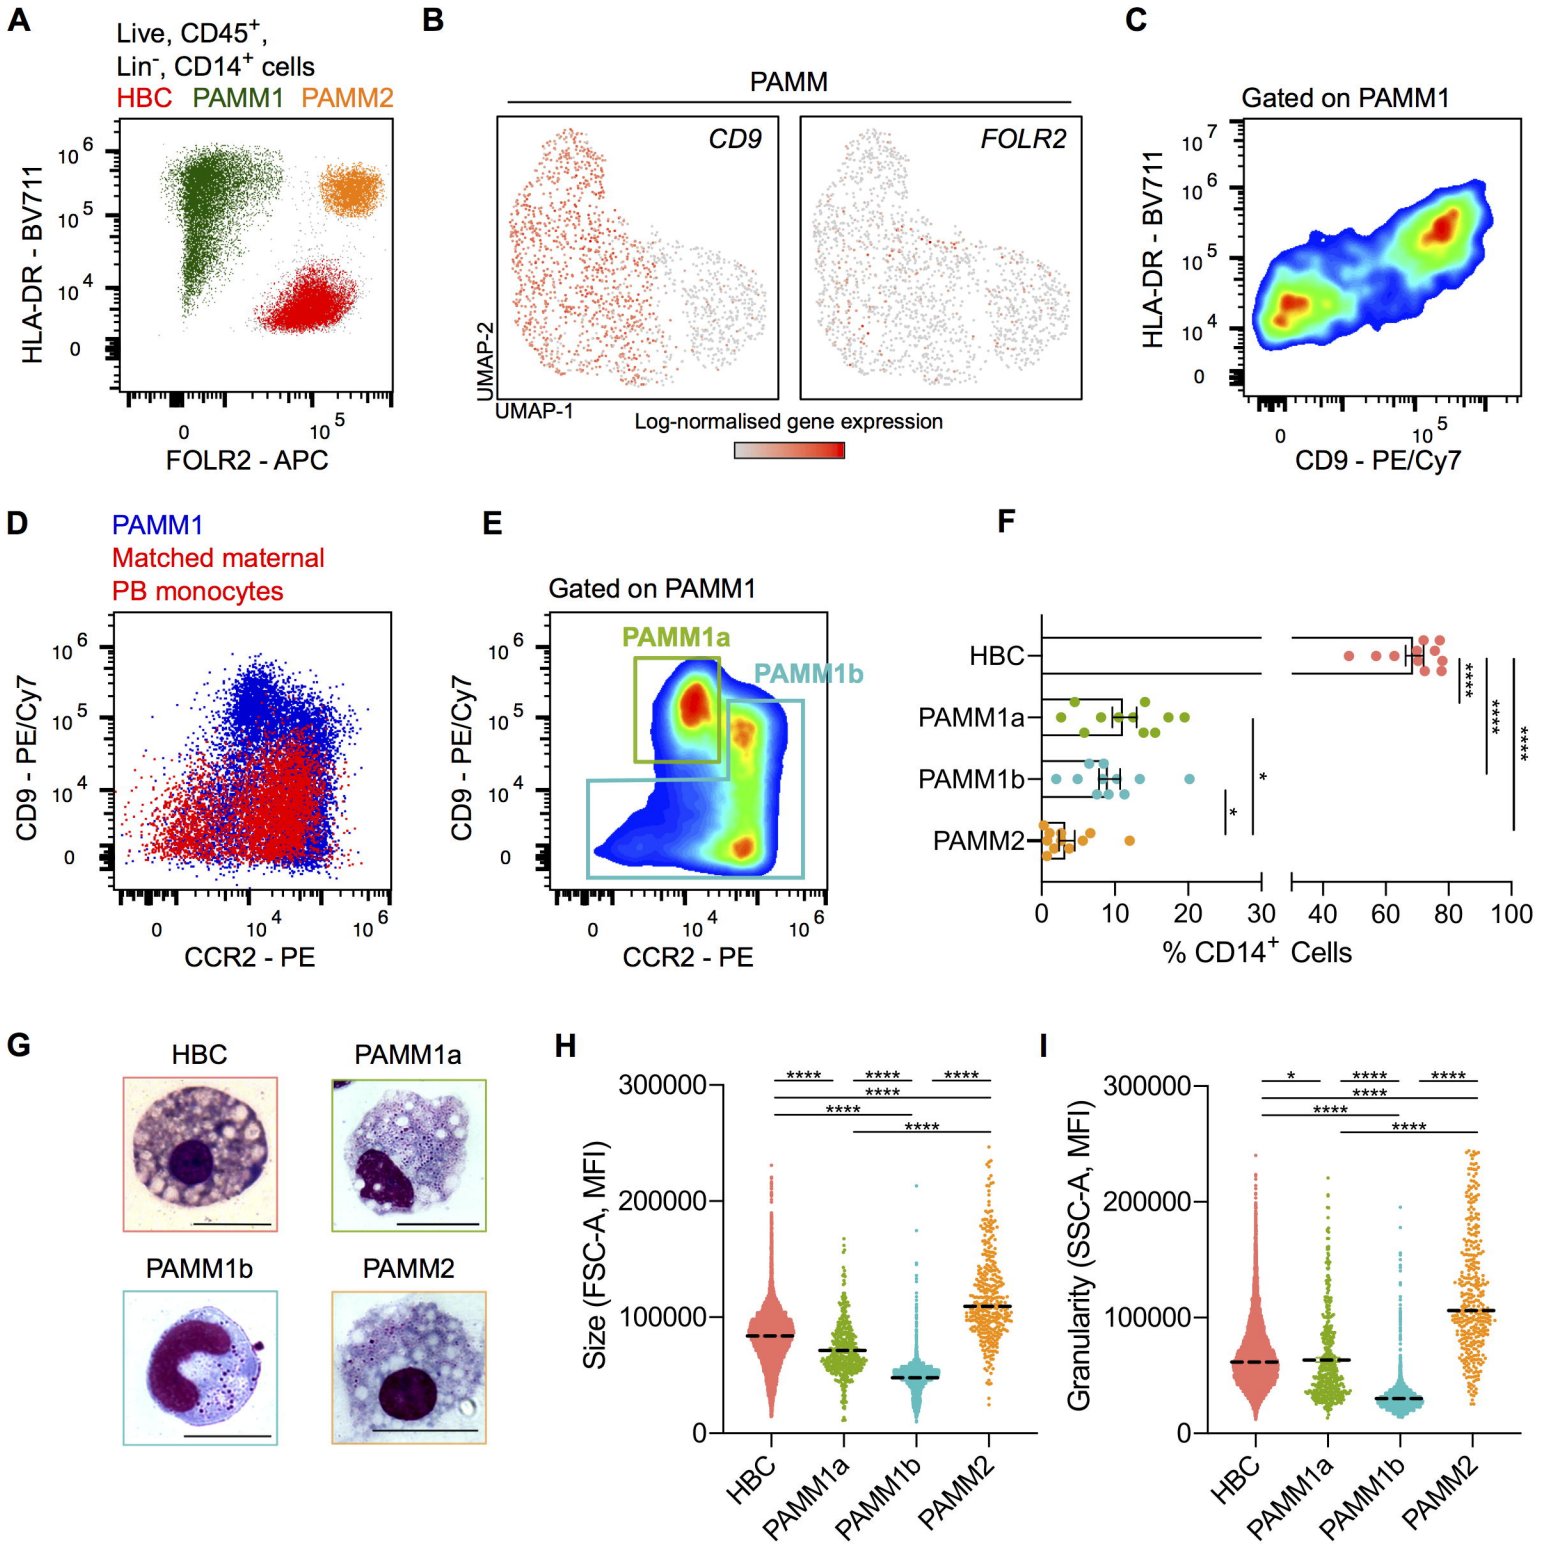 A
Live, CD45+,
Lin-, CD14+ cells
HBC PAMM1 PAMM2
HLA-DR - BV711
10 6
10 5
10 4
0
0
10 5
FOLR2 - APC
B
PAMM
CD9
FOLR2
UMAP-2
UMAP-1
Log-normalised gene expression
C
Gated on PAMM1
HLA-DR - BV711
10 7
10 6
10 5
10 4
0
0
10 5
CD9 - PE/Cy7
D
PAMM1
Matched maternal
PB monocytes
CD9 - PE/Cy7
10 6
10 5
10 4
0
0
10 4
10 6
CCR2 - PE
E
Gated on PAMM1
PAMM1a
PAMM1b
CD9 - PE/Cy7
10 6
10 5
10 4
0
0
10 4
10 6
CCR2 - PE
F
HBC
PAMM1a
PAMM1b
PAMM2
****
****
****
*
*
0 10 20 30 40 60 80 100
% CD14+ Cells
G
HBC
PAMM1a
PAMM1b
PAMM2
H
Size (FSC-A, MFI)
300000
200000
100000
0
**** **** ****
****
****
****
HBC
PAMM1a
PAMM1b
PAMM2
I
Granularity (SSC-A, MFI)
300000
200000
100000
0
* **** ****
****
****
****
HBC
PAMM1a
PAMM1b
PAMM2